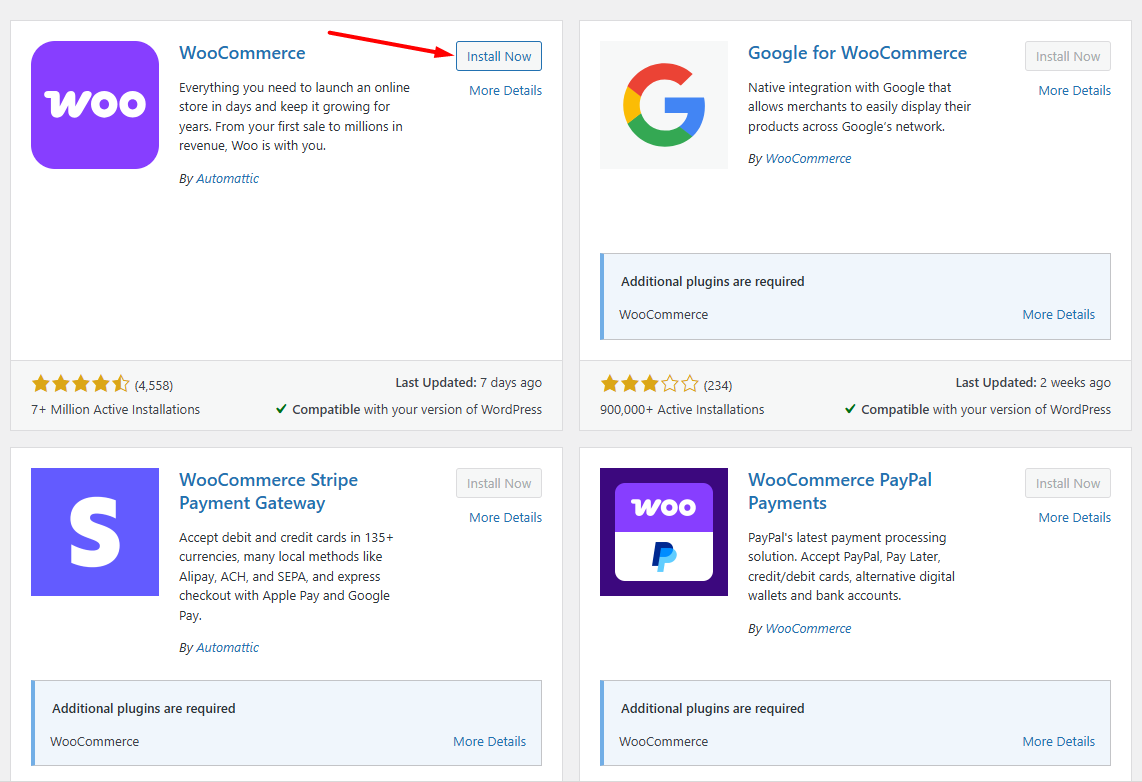 WooCommerce
Install Now
More Details
Everything you need to launch an online
store in days and keep it growing for
years. From your first sale to millions in
revenue, Woo is with you.
By Automattic
woo
(4,558)
Last Updated: 7 days ago
7+ Million Active Installations
Compatible with your version of WordPress
Google for WooCommerce
Install Now
More Details
Native integration with Google that
allows merchants to easily display their
products across Google's network.
By WooCommerce
G
Additional plugins are required
WooCommerce
More Details
(234)
Last Updated: 2 weeks ago
900,000+ Active Installations
Compatible with your version of WordPress
WooCommerce Stripe
Payment Gateway
Install Now
More Details
Accept debit and credit cards in 135+
currencies, many local methods like
Alipay, ACH, and SEPA, and express
checkout with Apple Pay and Google
Pay.
By Automattic
S
Additional plugins are required
WooCommerce
More Details
WooCommerce PayPal
Payments
Install Now
More Details
PayPal's latest payment processing
solution. Accept PayPal, Pay Later,
credit/debit cards, alternative digital
wallets and bank accounts.
By WooCommerce
woo
P
Additional plugins are required
WooCommerce
More Details